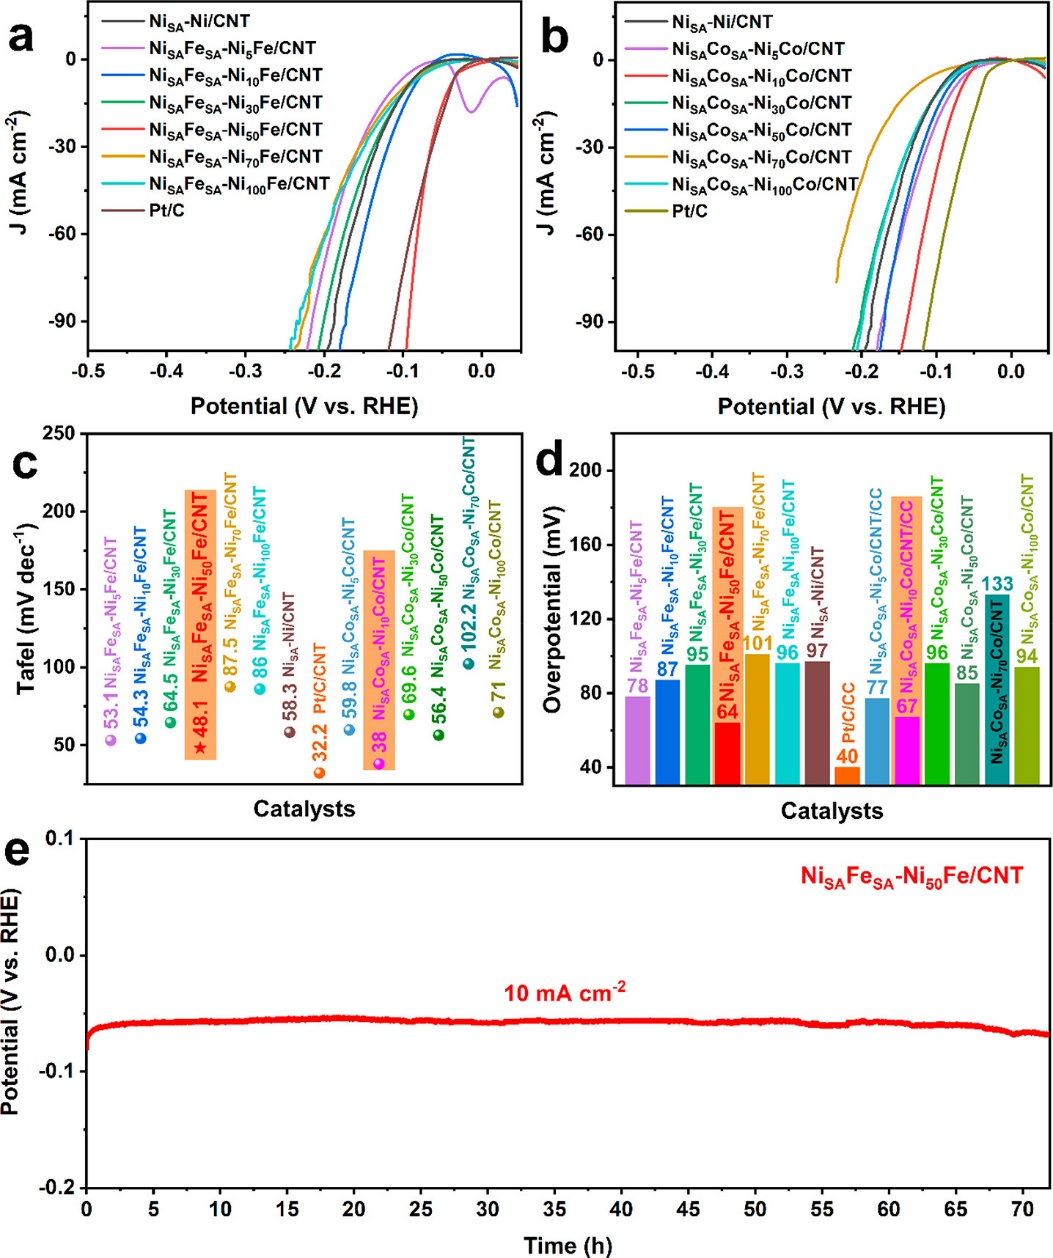 a
Ni_SA-Ni/CNT
Ni_SAFe_SA-Ni_5Fe/CNT
Ni_SAFe_SA-Ni_10Fe/CNT
Ni_SAFe_SA-Ni_30Fe/CNT
Ni_SAFe_SA-Ni_50Fe/CNT
Ni_SAFe_SA-Ni_70Fe/CNT
Ni_SAFe_SA-Ni_100Fe/CNT
Pt/C
0
-30
-60
-90
J (mA cm^-2)
-0.5 -0.4 -0.3 -0.2 -0.1 0.0
Potential (V vs. RHE)
b
Ni_SA-Ni/CNT
Ni_SACo_SA-Ni_5Co/CNT
Ni_SACo_SA-Ni_10Co/CNT
Ni_SACo_SA-Ni_30Co/CNT
Ni_SACo_SA-Ni_50Co/CNT
Ni_SACo_SA-Ni_70Co/CNT
Ni_SACo_SA-Ni_100Co/CNT
Pt/C
0
-30
-60
-90
J (mA cm^-2)
-0.5 -0.4 -0.3 -0.2 -0.1 0.0
Potential (V vs. RHE)
c
250
200
150
100
50
Tafel (mV dec^-1)
53.1 Ni_SAFe_SA-Ni_5Fe/CNT
54.3 Ni_SAFe_SA-Ni_10Fe/CNT
64.5 Ni_SAFe_SA-Ni_30Fe/CNT
48.1 Ni_SAFe_SA-Ni_50Fe/CNT
87.5 Ni_SAFe_SA-Ni_70Fe/CNT
86 Ni_SAFe_SA-Ni_100Fe/CNT
58.3 Ni_SA-Ni/CNT
32.2 Pt/C/CNT
59.8 Ni_SACo_SA-Ni_5Co/CNT
38 Ni_SACo_SA-Ni_10Co/CNT
69.6 Ni_SACo_SA-Ni_30Co/CNT
56.4 Ni_SACo_SA-Ni_50Co/CNT
102.2 Ni_SACo_SA-Ni_70Co/CNT
71 Ni_SACo_SA-Ni_100Co/CNT
Catalysts
d
200
160
120
80
40
Overpotential (mV)
78 Ni_SAFe_SA-Ni_5Fe/CNT
87 Ni_SAFe_SA-Ni_10Fe/CNT
95 Ni_SAFe_SA-Ni_30Fe/CNT
64 Ni_SAFe_SA-Ni_50Fe/CNT
101 Ni_SAFe_SA-Ni_70Fe/CNT
96 Ni_SAFe_SANi_100Fe/CNT
97 Ni_SA-Ni/CNT
40 Pt/C/CC
77 Ni_SACo_SA-Ni_5Co/CNT/CC
67 Ni_SACo_SA-Ni_10Co/CNT/CC
96 Ni_SACo_SA-Ni_30Co/CNT
85 Ni_SACo_SA-Ni_50Co/CNT
133 Ni_SACo_SA-Ni_70Co/CNT
94 Ni_SACo_SA-Ni_100Co/CNT
Catalysts
e
0.1
0.0
-0.1
-0.2
Potential (V vs. RHE)
Ni_SAFe_SA-Ni_50Fe/CNT
10 mA cm^-2
0 5 10 15 20 25 30 35 40 45 50 55 60 65 70
Time (h)